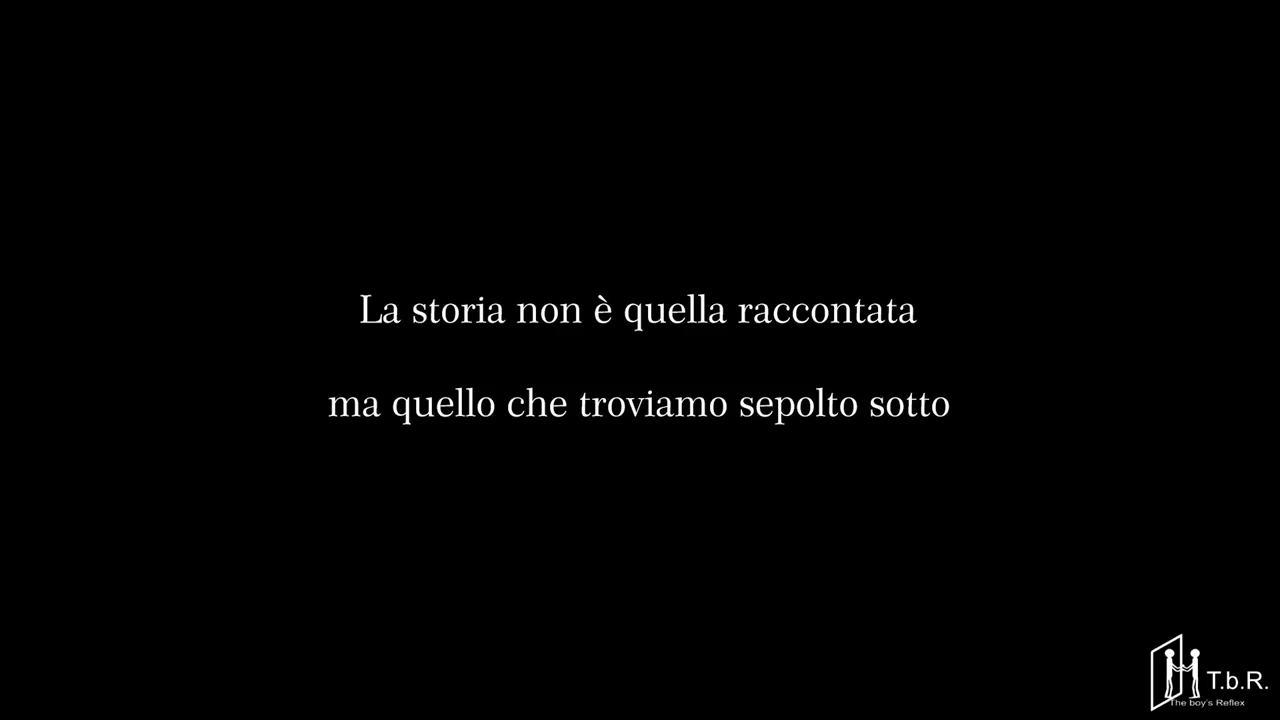 La storia non è quella raccontata
ma quello che troviamo sepolto sotto
T.b.R.
The boy's Reflex